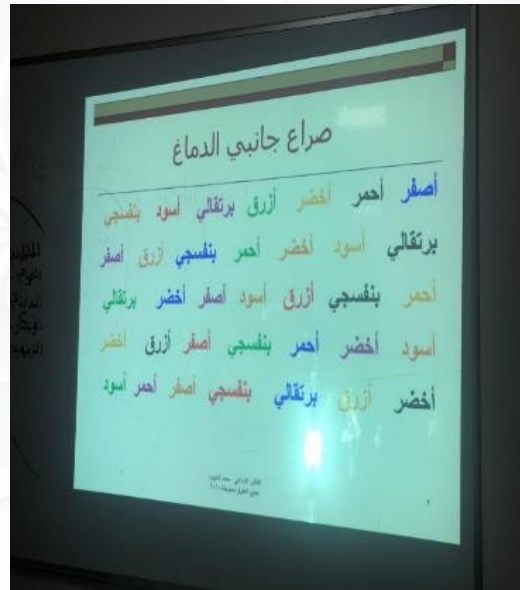 صراع جانبي الدماغ
أصفر أحمر أخضر أزرق برتقالي أسود بنفسجي
برتقالي أسود أخضر أحمر بنفسجي أزرق أصفر
أحمر بنفسجي أزرق أسود أصفر أخضر برتقالي
أسود أخضر أحمر بنفسجي أصفر أزرق أخضر
أخضر أزرق برتقالي بنفسجي اصفر أحمر أسود